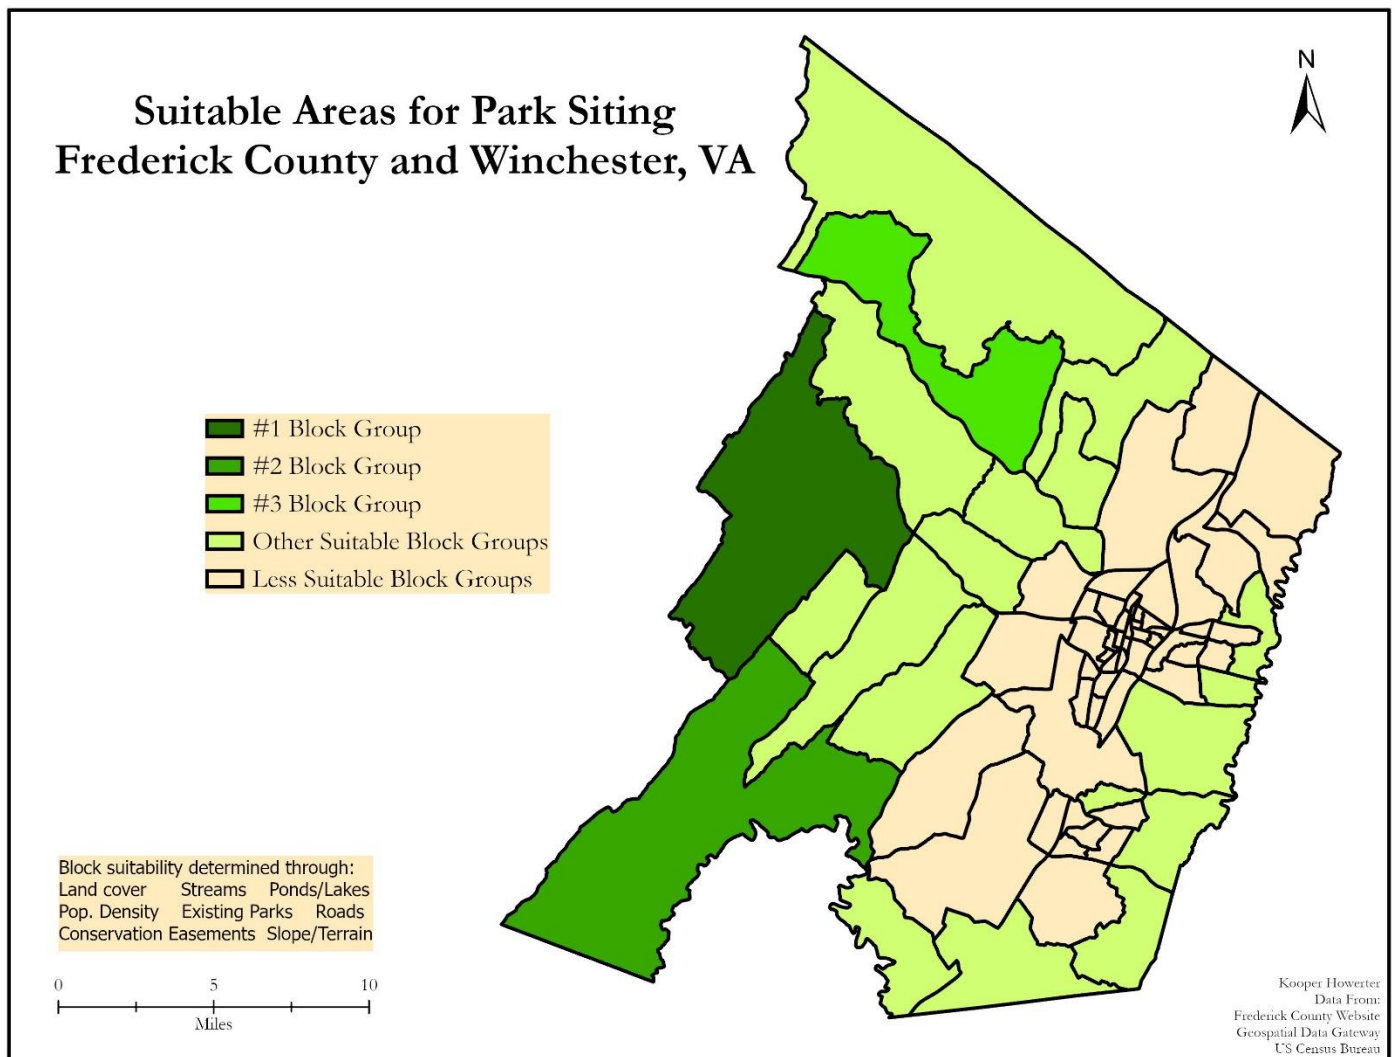 Suitable Areas for Park Siting
Frederick County and Winchester, VA
N
#1 Block Group
#2 Block Group
#3 Block Group
Other Suitable Block Groups
Less Suitable Block Groups
Block suitability determined through:
Land cover Streams Ponds/Lakes
Pop. Density Existing Parks Roads
Conservation Easements Slope/Terrain
0 5 10
Miles
Kooper Howerter
Data From:
Frederick County Website
Geospatial Data Gateway
US Census Bureau